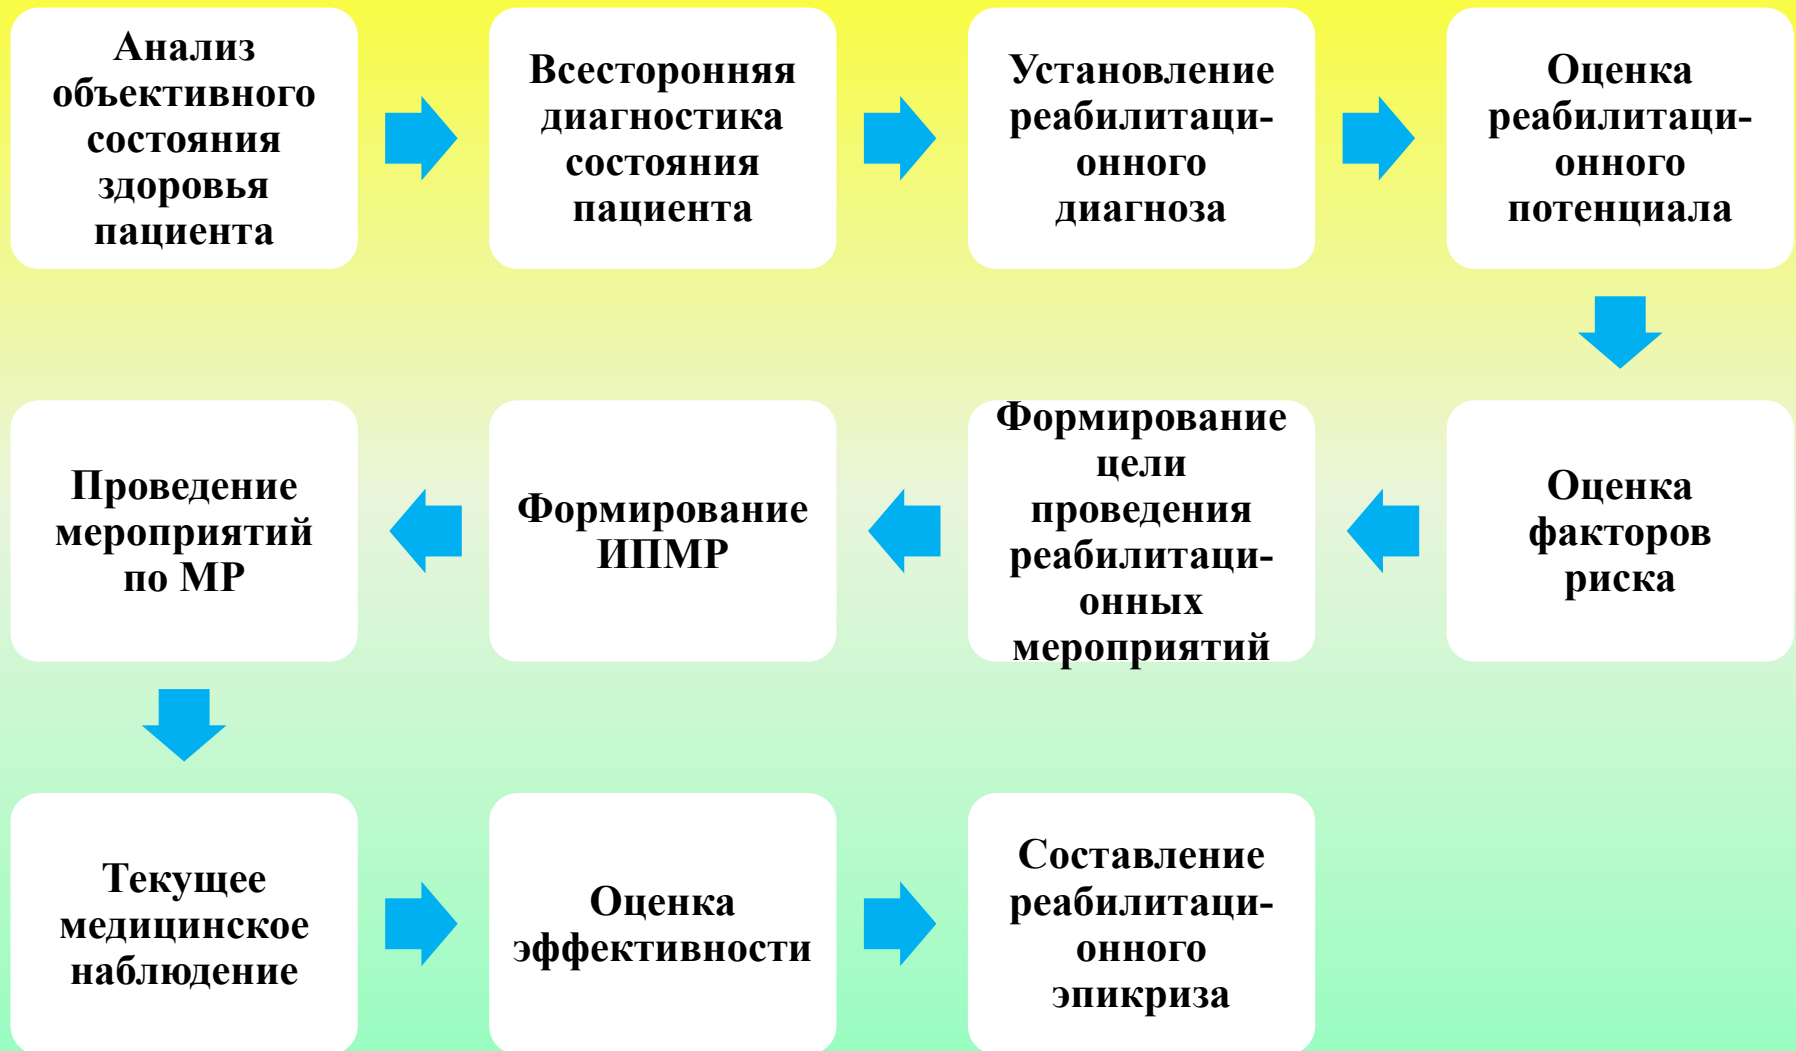 Анализ
объективного
состояния
здоровья
пациента
Всесторонняя
диагностика
состояния
пациента
Установление
реабилитаци-
онного
диагноза
Оценка
реабилитаци-
онного
потенциала
Оценка
факторов
риска
Формирование
цели
проведения
реабилитаци-
онных
мероприятий
Формирование
ИПМР
Проведение
мероприятий
по МР
Текущее
медицинское
наблюдение
Оценка
эффективности
Составление
реабилитаци-
онного
эпикриза